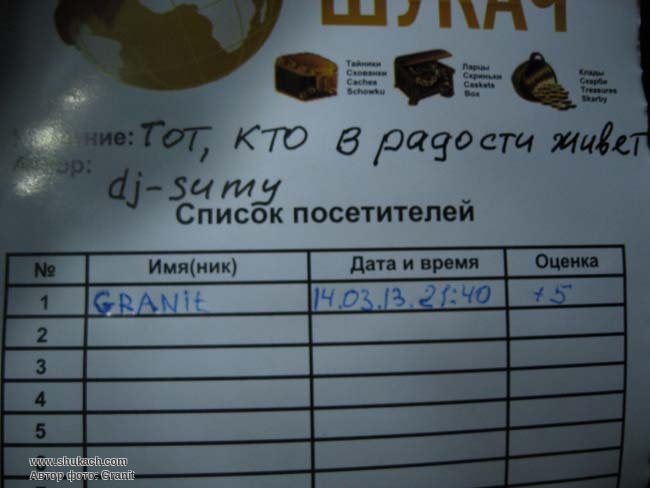 ШУКАЧ
Тайники
Схованки
Caches
Schowku
Ларцы
Скриньки
Caskets
Box
Клады
Скарби
Treasures
Skarby
Тот, кто в радости живет
dj-sumy
Список посетителей
№ Имя(ник) Дата и время Оценка
1 GRANit 14.03.13. 21:40 +5
2
3
4
5
www.shukach.com
Автор фото: Granit